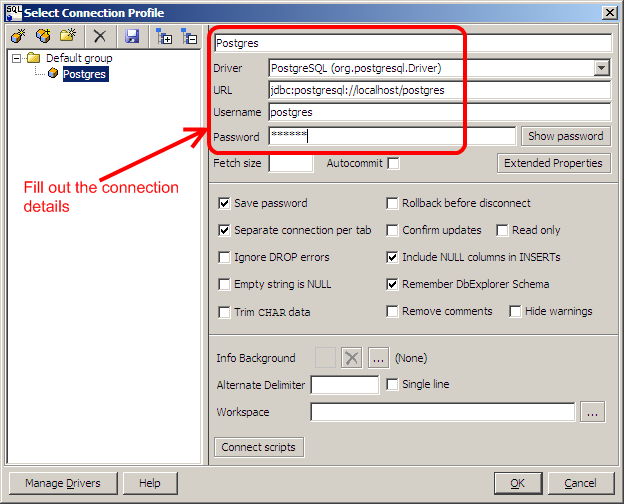 Select Connection Profile
Default group
Postgres
Postgres
Driver PostgreSQL (org.postgresql.Driver)
URL jdbc:postgresql://localhost/postgres
Username postgres
Password ****** Show password
Fetch size Autocommit Extended Properties
Fill out the connection
details
Save password Rollback before disconnect
Separate connection per tab Confirm updates Read only
Ignore DROP errors Include NULL columns in INSERTs
Empty string is NULL Remember DbExplorer Schema
Trim CHAR data Remove comments Hide warnings
Info Background ... (None)
Alternate Delimiter Single line
Workspace ...
Connect scripts
Manage Drivers Help OK Cancel